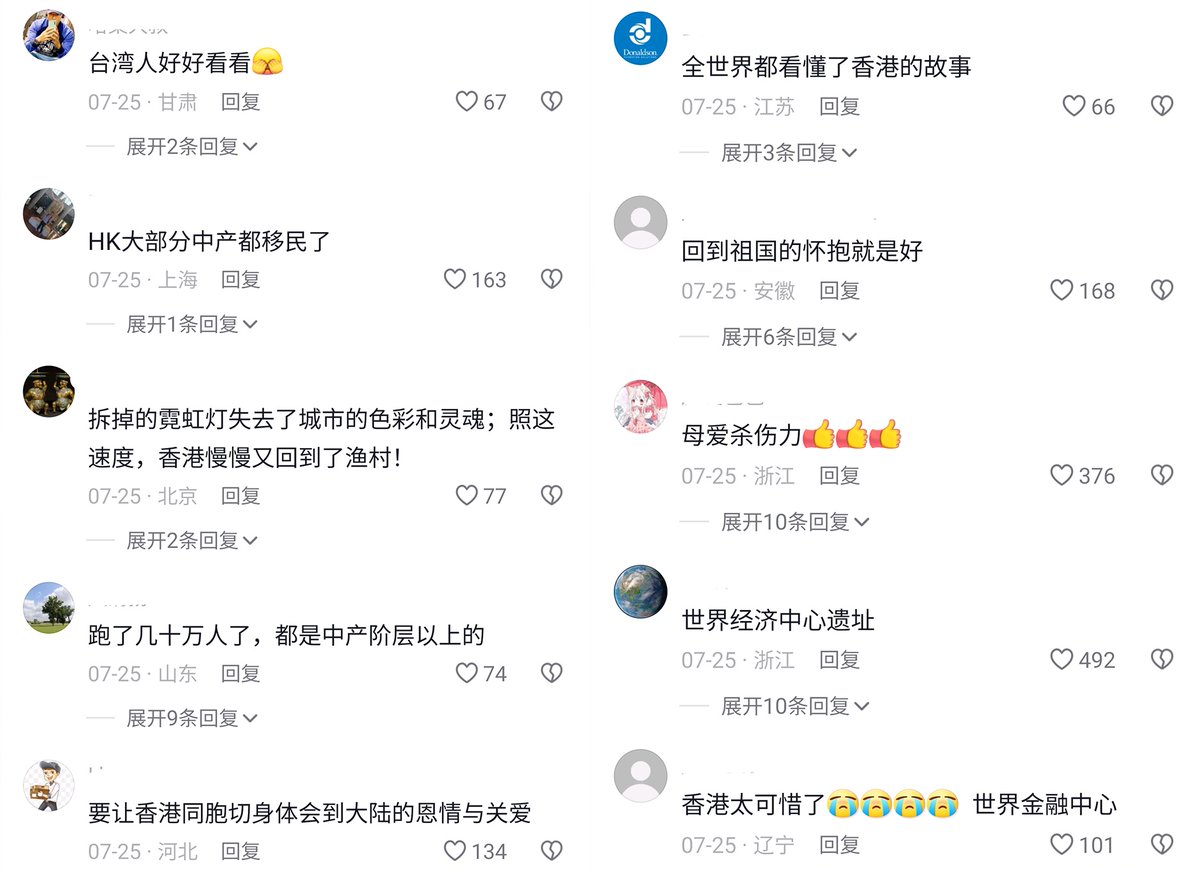 台湾人好好看看
07-25 · 甘肃 回复 67
展开2条回复
HK大部分中产都移民了
07-25 · 上海 回复 163
展开1条回复
拆掉的霓虹灯失去了城市的色彩和灵魂；照这
速度，香港慢慢又回到了渔村！
07-25 · 北京 回复 77
展开2条回复
跑了几十万人了，都是中产阶层以上的
07-25 · 山东 回复 74
展开9条回复
要让香港同胞切身体会到大陆的恩情与关爱
07-25 · 河北 回复 134
Donaldson
全世界都看懂了香港的故事
07-25 · 江苏 回复 66
展开3条回复
回到祖国的怀抱就是好
07-25 · 安徽 回复 168
展开6条回复
母爱杀伤力👍👍👍
07-25 · 浙江 回复 376
展开10条回复
世界经济中心遗址
07-25 · 浙江 回复 492
展开10条回复
香港太可惜了😭😭😭😭 世界金融中心
07-25 · 辽宁 回复 101